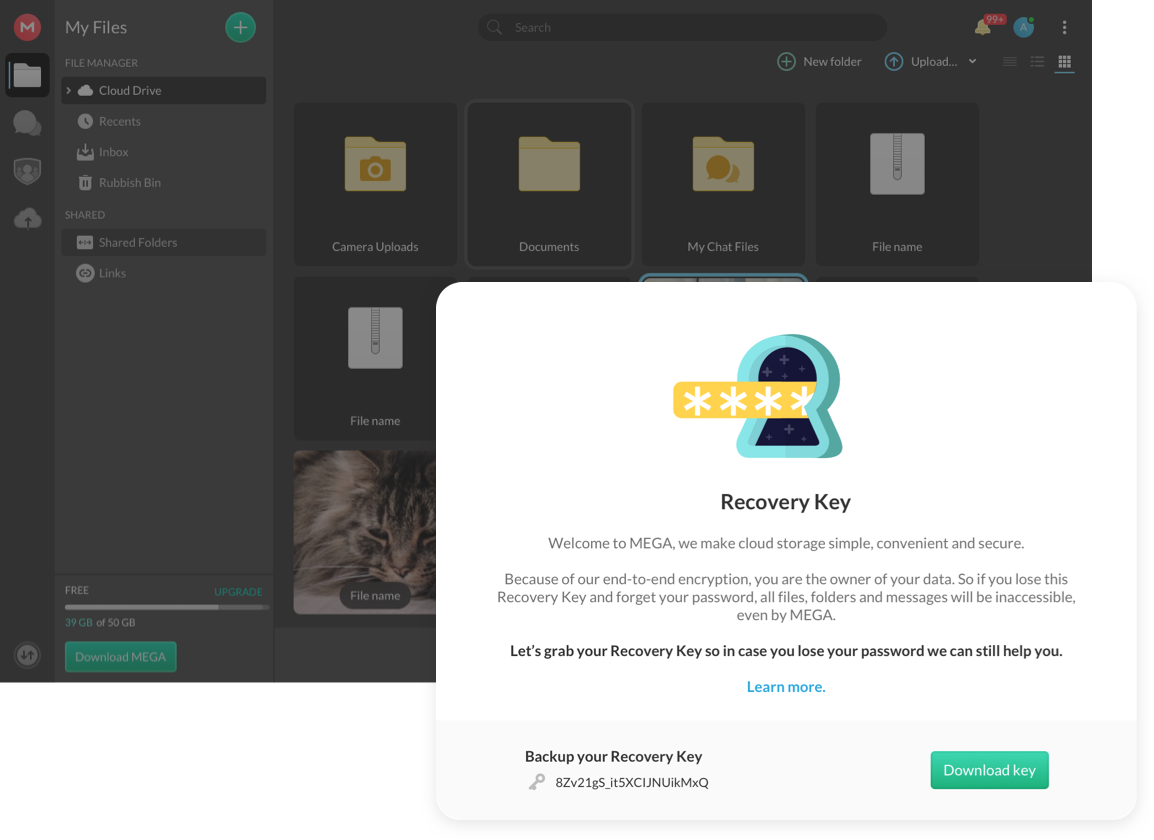 M
My Files
Search
99+
A
FILE MANAGER
Cloud Drive
Recents
Inbox
Rubbish Bin
SHARED
Shared Folders
Links
New folder
Upload...
Camera Uploads
Documents
My Chat Files
File name
File name
File name
FREE
UPGRADE
39 GB of 50 GB
Download MEGA
****
Recovery Key
Welcome to MEGA, we make cloud storage simple, convenient and secure.
Because of our end-to-end encryption, you are the owner of your data. So if you lose this
Recovery Key and forget your password, all files, folders and messages will be inaccessible,
even by MEGA.
Let’s grab your Recovery Key so in case you lose your password we can still help you.
Learn more.
Backup your Recovery Key
8Zv21gS_it5XCIJNUikMxQ
Download key